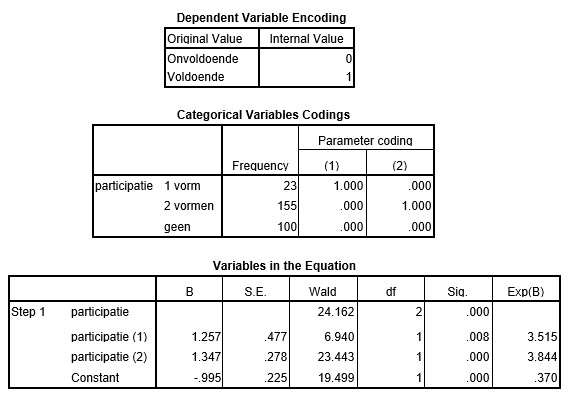 Dependent Variable Encoding
Original Value Internal Value
Onvoldoende 0
Voldoende 1
Categorical Variables Codings
Parameter coding
Frequency (1) (2)
participatie 1 vorm 23 1.000 .000
2 vormen 155 .000 1.000
geen 100 .000 .000
Variables in the Equation
B S.E. Wald df Sig. Exp(B)
Step 1 participatie 24.162 2 .000
participatie (1) 1.257 .477 6.940 1 .008 3.515
participatie (2) 1.347 .278 23.443 1 .000 3.844
Constant -.995 .225 19.499 1 .000 .370